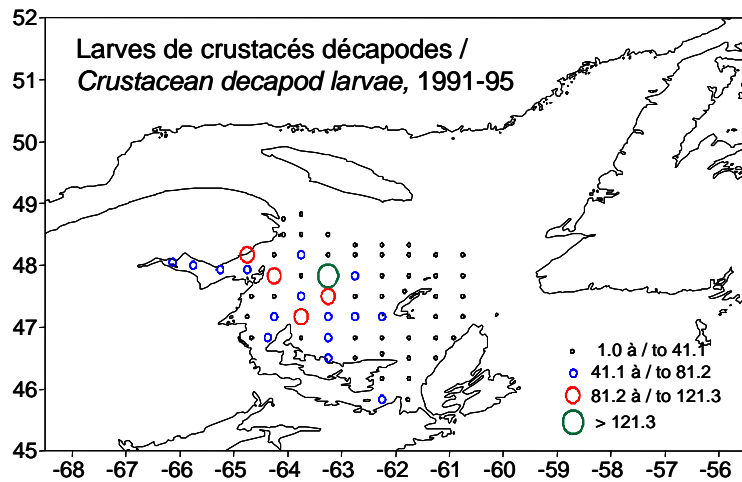 52
Larves de crustacés décapodes /
Crustacean decapod larvae, 1991-95
51
50
49
48
47
46
45
1.0 à / to 41.1
41.1 à / to 81.2
81.2 à / to 121.3
> 121.3
-68 -67 -66 -65 -64 -63 -62 -61 -60 -59 -58 -57 -56